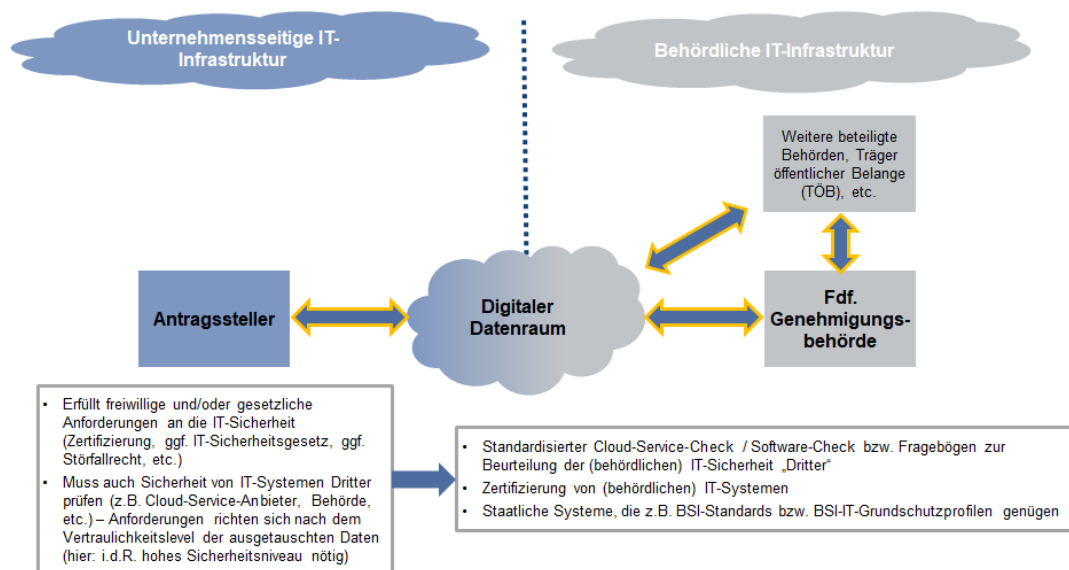 Unternehmensseitige IT-
Infrastruktur
Behördliche IT-Infrastruktur
Weitere beteiligte
Behörden, Träger
öffentlicher Belange
(TÖB), etc.
Antragssteller
Digitaler
Datenraum
Fdf.
Genehmigungs-
behörde
• Erfüllt freiwillige und/oder gesetzliche
Anforderungen an die IT-Sicherheit
(Zertifizierung, ggf. IT-Sicherheitsgesetz, ggf.
Störfallrecht, etc.)
• Muss auch Sicherheit von IT-Systemen Dritter
prüfen (z.B. Cloud-Service-Anbieter, Behörde,
etc.) – Anforderungen richten sich nach dem
Vertraulichkeitslevel der ausgetauschten Daten
(hier: i.d.R. hohes Sicherheitsniveau nötig)
• Standardisierter Cloud-Service-Check / Software-Check bzw. Fragebögen zur
Beurteilung der (behördlichen) IT-Sicherheit „Dritter“
• Zertifizierung von (behördlichen) IT-Systemen
• Staatliche Systeme, die z.B. BSI-Standards bzw. BSI-IT-Grundschutzprofilen genügen